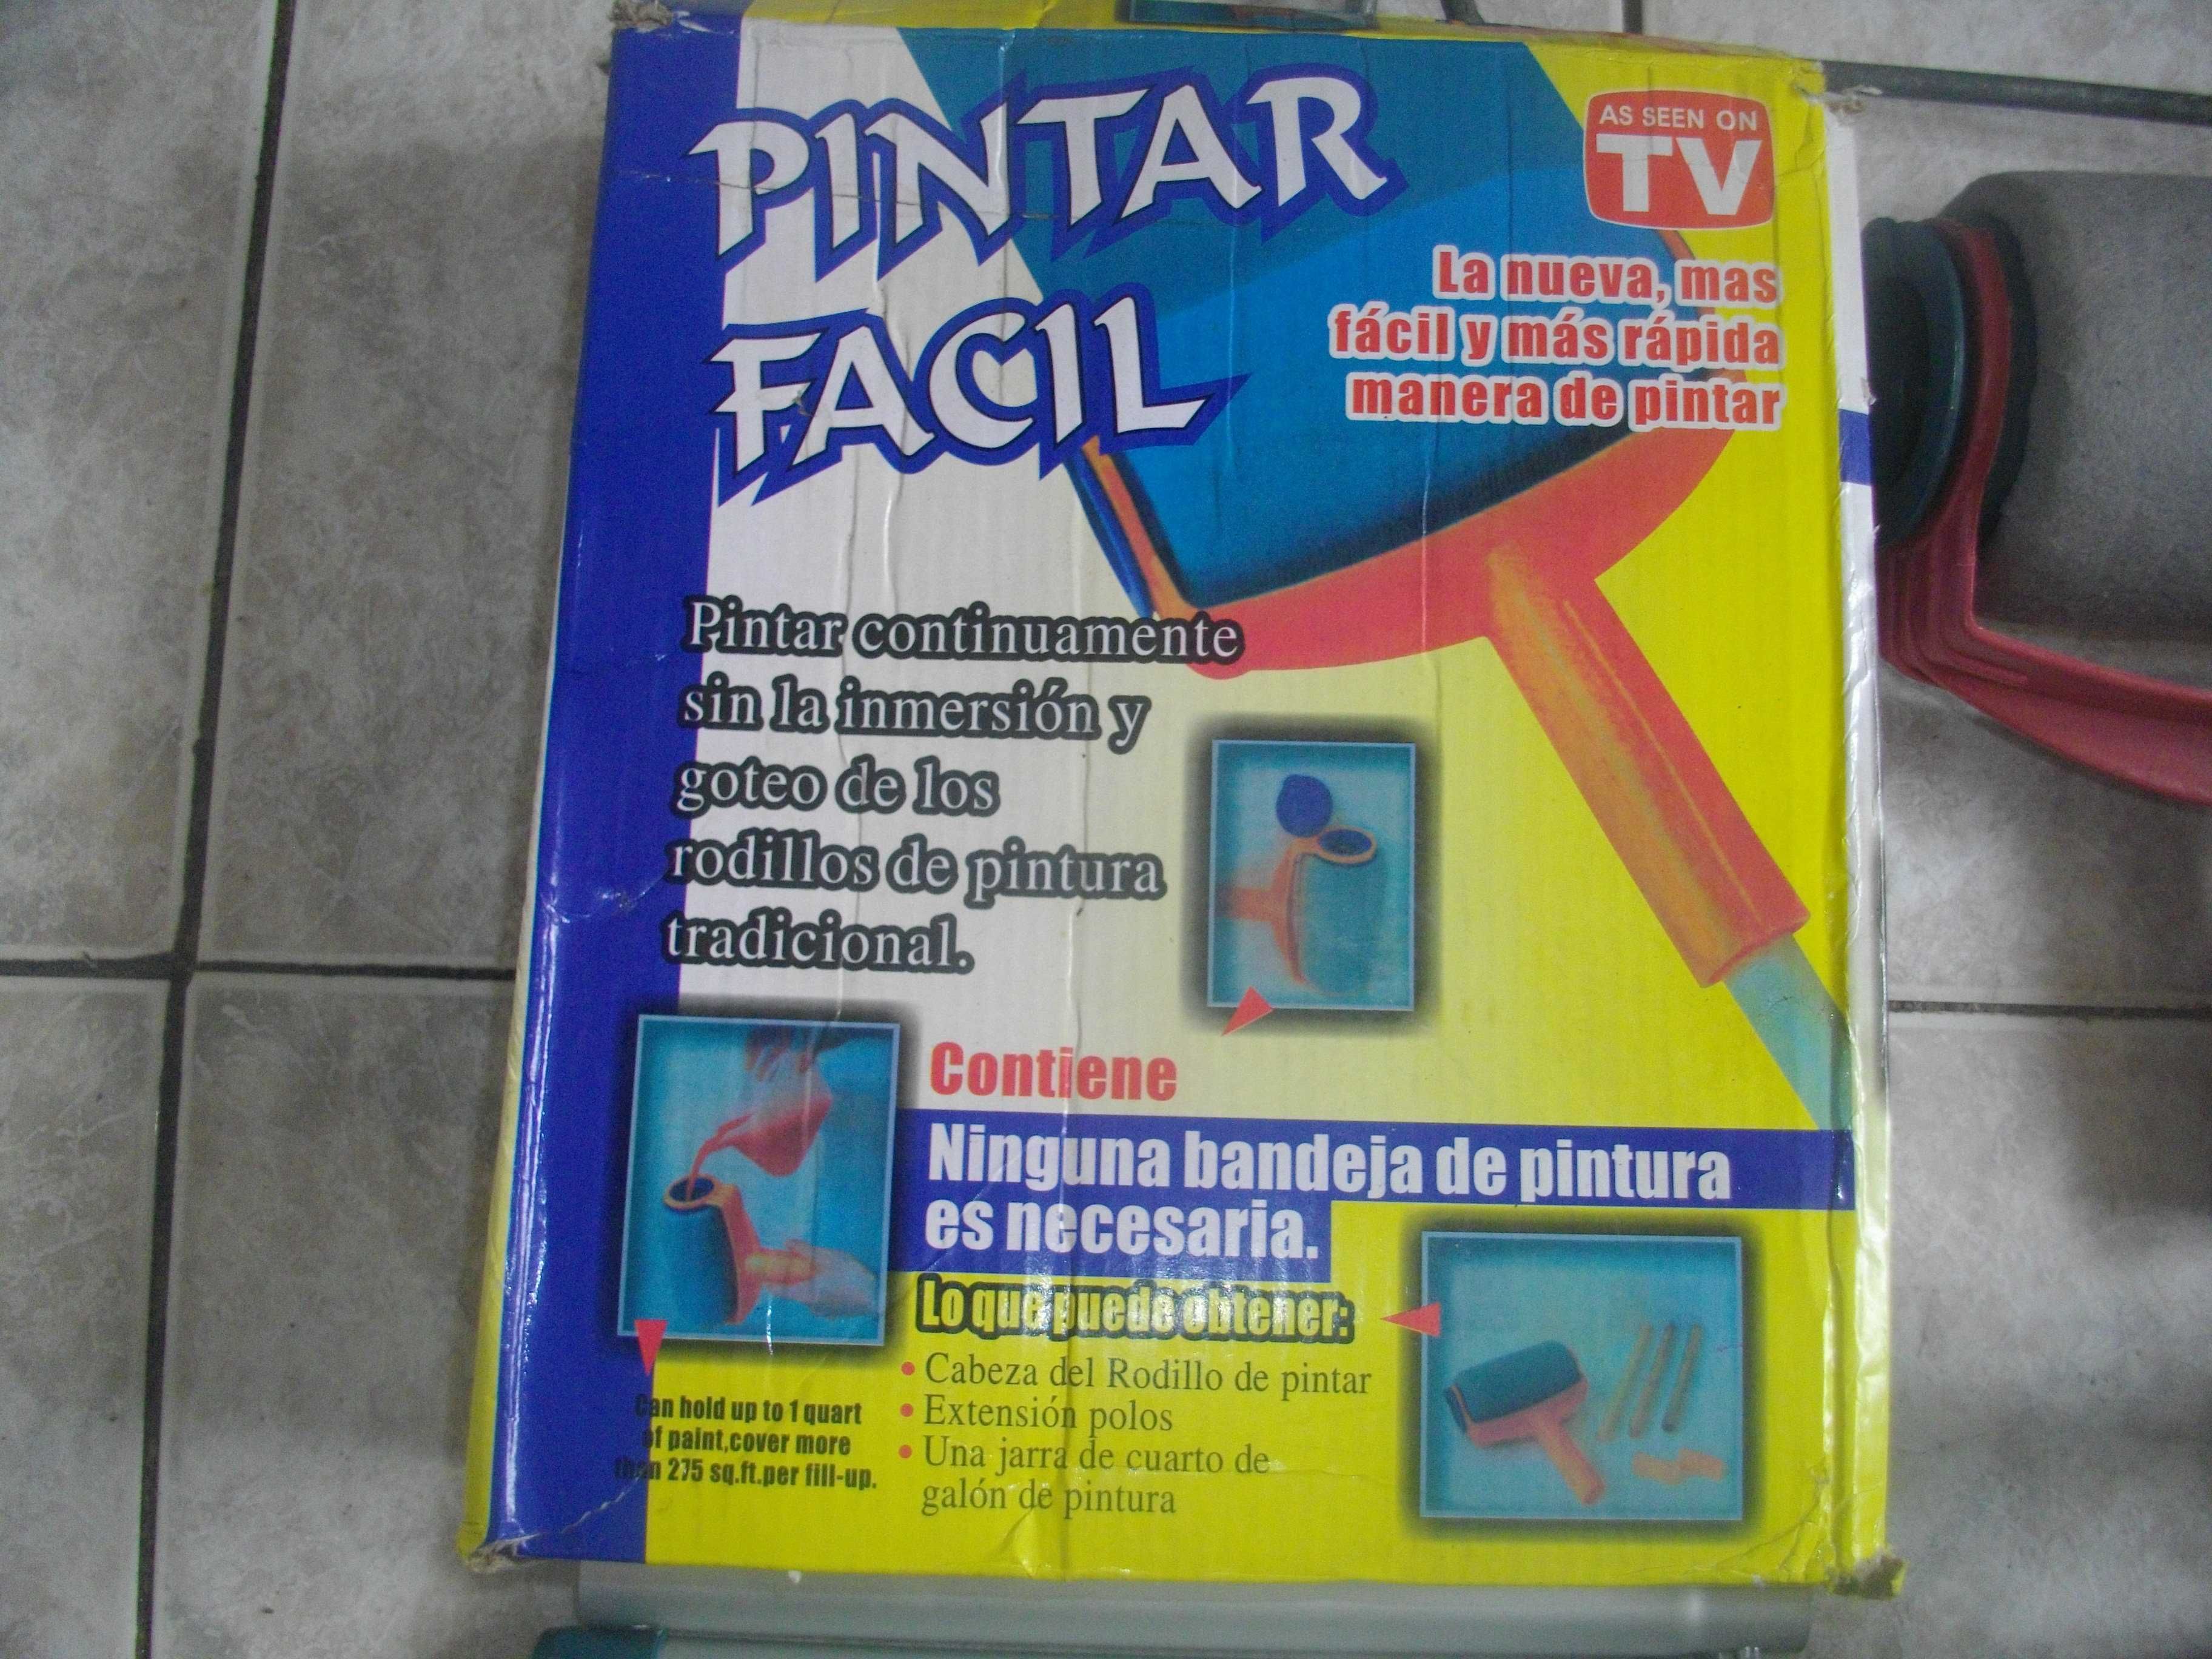 PINTAR
FACIL
AS SEEN ON
TV
La nueva, mas
fácil y más rápida
manera de pintar
Pintar continuamente
sin la inmersión y
goteo de los
rodillos de pintura
tradicional.
Contiene
Ninguna bandeja de pintura
es necesaria.
Lo que puede obtener:
• Cabeza del Rodillo de pintar
• Extensión polos
• Una jarra de cuarto de
galón de pintura
Can hold up to 1 quart
of paint,cover more
than 275 sq.ft.per fill-up.